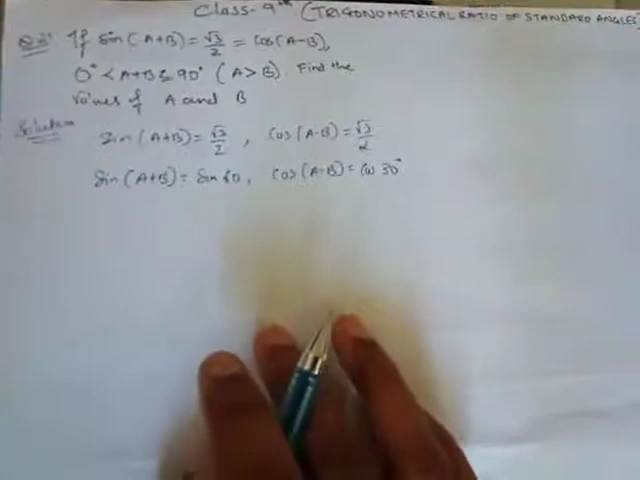 Class-9th (TRIGONOMETRICAL RATIO OF STANDARD ANGLES)
If Sin(A+B) = √3/2 = Cos(A-B),
0° < A+B ≤ 90° (A > B). Find the
values of A and B
Solution Sin(A+B) = √3/2 , Cos(A-B) = √3/2
Sin(A+B) = Sin 60, Cos(A-B) = Cos 30°